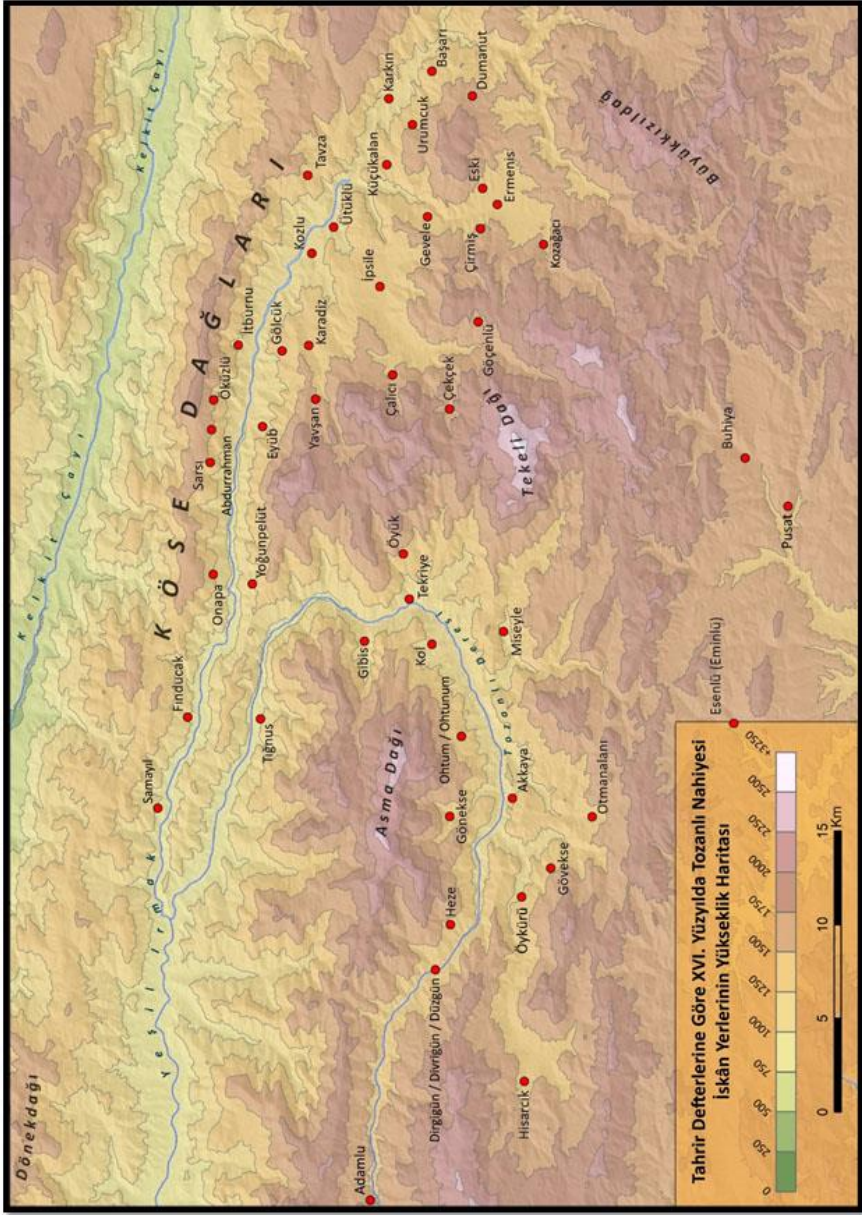 Dönekdağı
Kelkit Çayı
Kelkit Çayı
KÖSE DAĞLARI
Yeşil Irmak
Samayıl
Fınducak
Onapa
Yoğunpelüt
Sarsı
Abdurrahman
Öküzlü
İtburnu
Eyüb
Gölcük
Yavşan
Karadiz
Kozlu
Ütüklü
Tavza
Küçükalan
Karkın
Urumcuk
Başarı
Dumanut
Tiğnus
Gibis
Öyük
Tekriye
Kol
Çalıcı
İpsile
Gevele
Eski
Ermenis
Çirmiş
Kozağacı
Göçenlü
Çekçek
Tekeli Dağı
Büyükkızıldağ
Asma Dağı
Ohtum / Ohtunum
Tozanlı Deresi
Miseyle
Adamlu
Dirgigün / Divrigün / Düzgün
Heze
Gönekse
Akkaya
Hisarcık
Öykürü
Gövekse
Otmanalanı
Esenlü (Eminlü)
Buhiya
Pusat
Tahrir Defterlerine Göre XVI. Yüzyılda Tozanlı Nahiyesi
İskân Yerlerinin Yükseklik Haritası
0 250 500 750 1000 1250 1500 1750 2000 2250 2500 +3250
0 5 10 15 Km